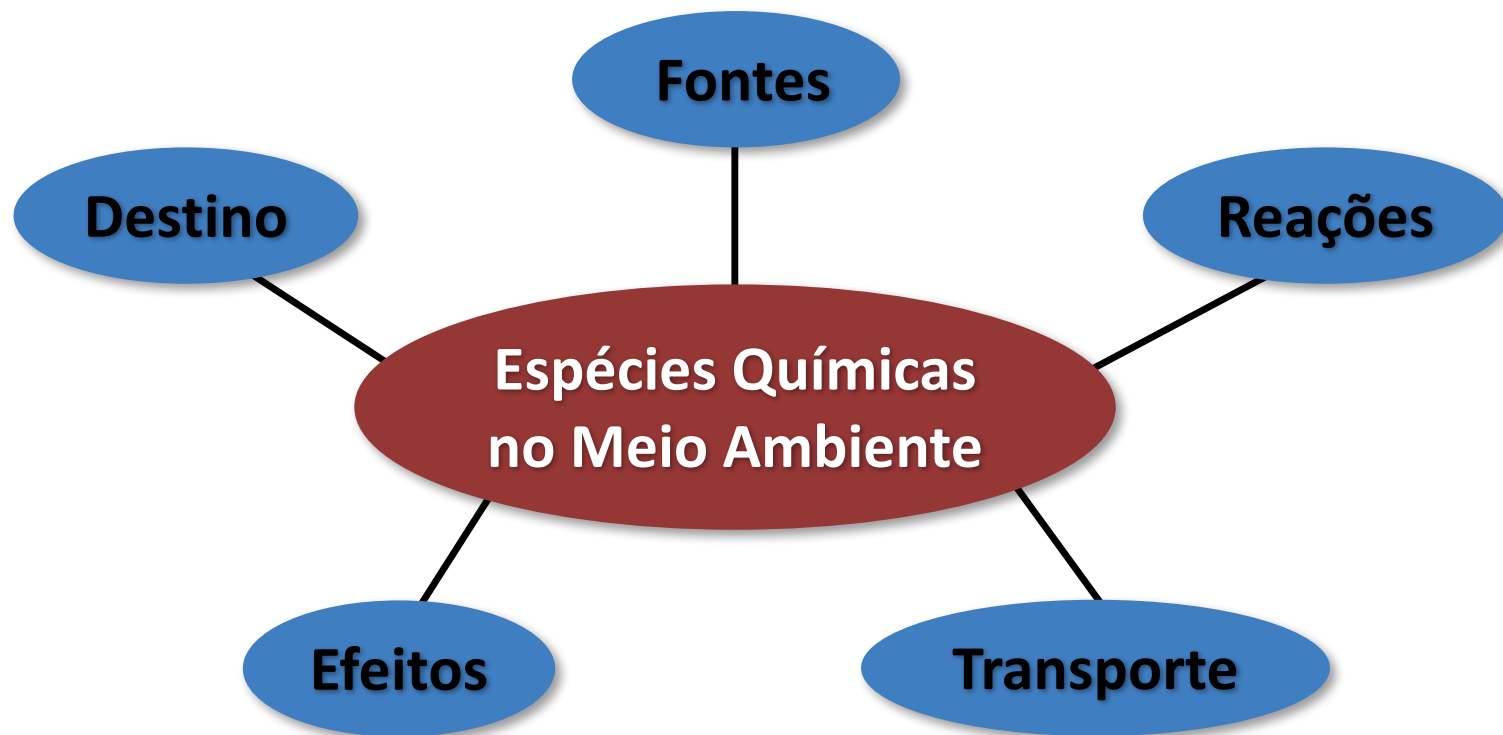 Fontes
Destino
Reações
Espécies Químicas
no Meio Ambiente
Efeitos
Transporte